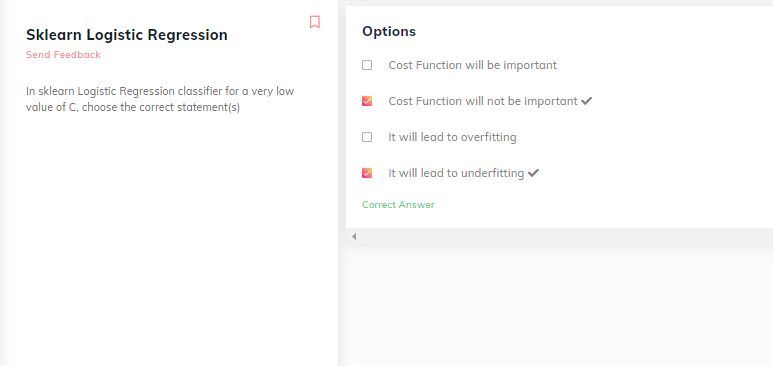 Sklearn Logistic Regression
Send Feedback
In sklearn Logistic Regression classifier for a very low
value of C, choose the correct statement(s)
Options
Cost Function will be important
Cost Function will not be important
It will lead to overfitting
It will lead to underfitting
Correct Answer